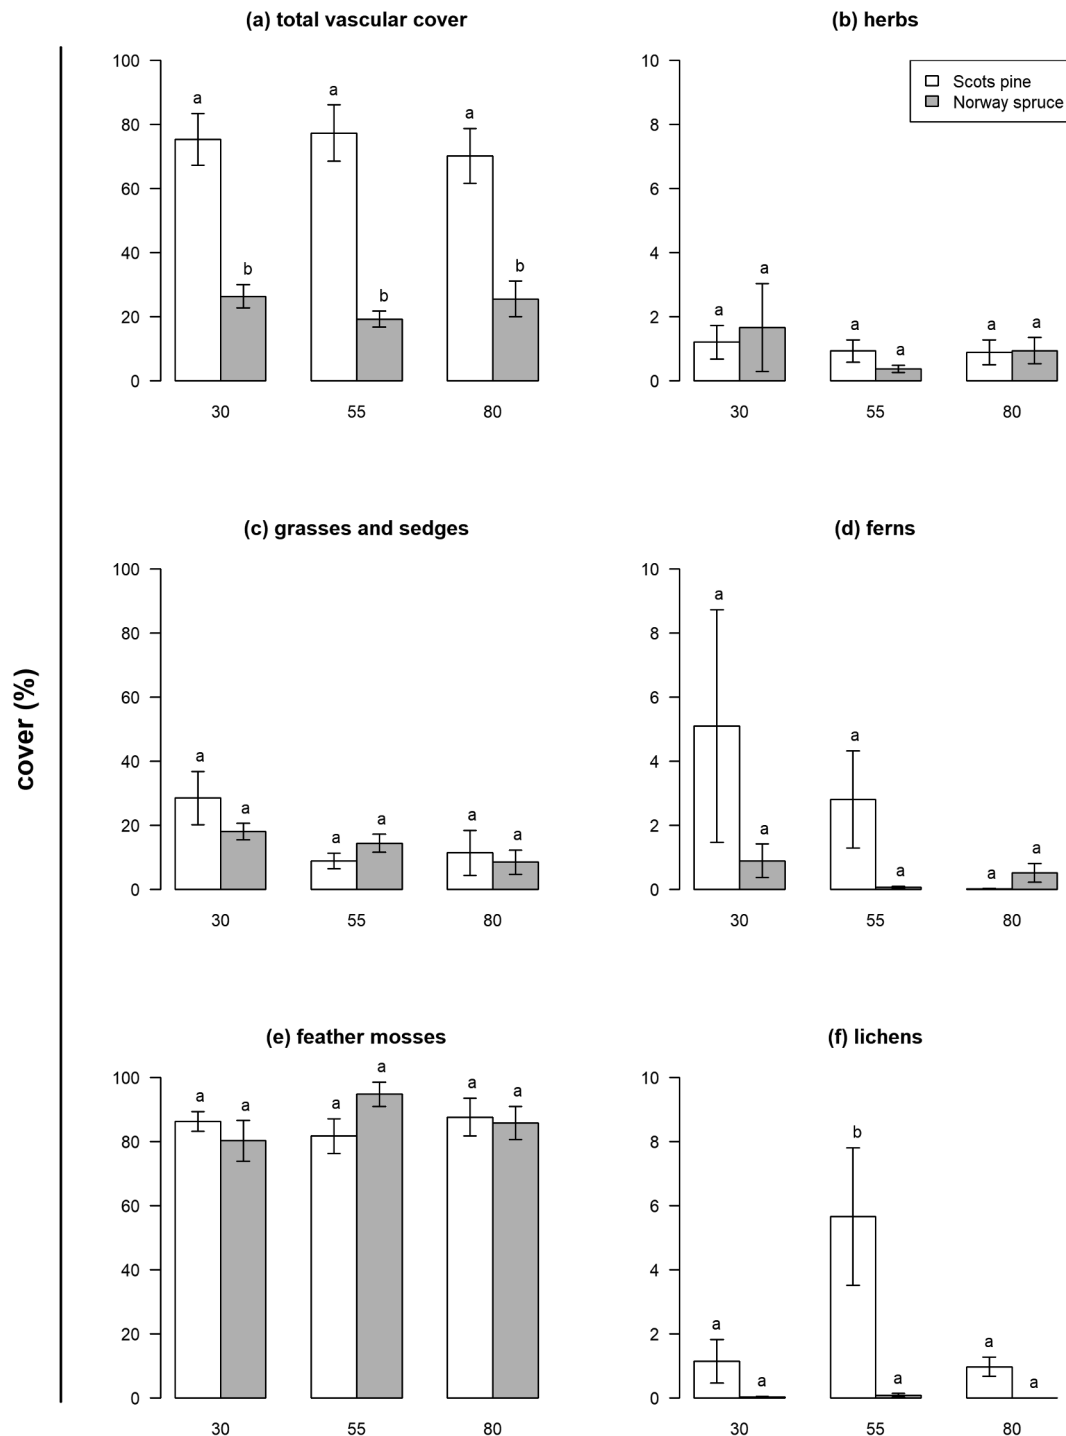 (a) total vascular cover
100
80
60
40
20
0
a
b
a
b
a
b
30
55
80
(b) herbs
Scots pine
Norway spruce
10
8
6
4
2
0
a
a
a
a
a
a
30
55
80
cover (%)
(c) grasses and sedges
100
80
60
40
20
0
a
a
a
a
a
a
30
55
80
(d) ferns
10
8
6
4
2
0
a
a
a
a
a
a
30
55
80
(e) feather mosses
100
80
60
40
20
0
a
a
a
a
a
a
30
55
80
(f) lichens
10
8
6
4
2
0
a
a
b
a
a
a
30
55
80